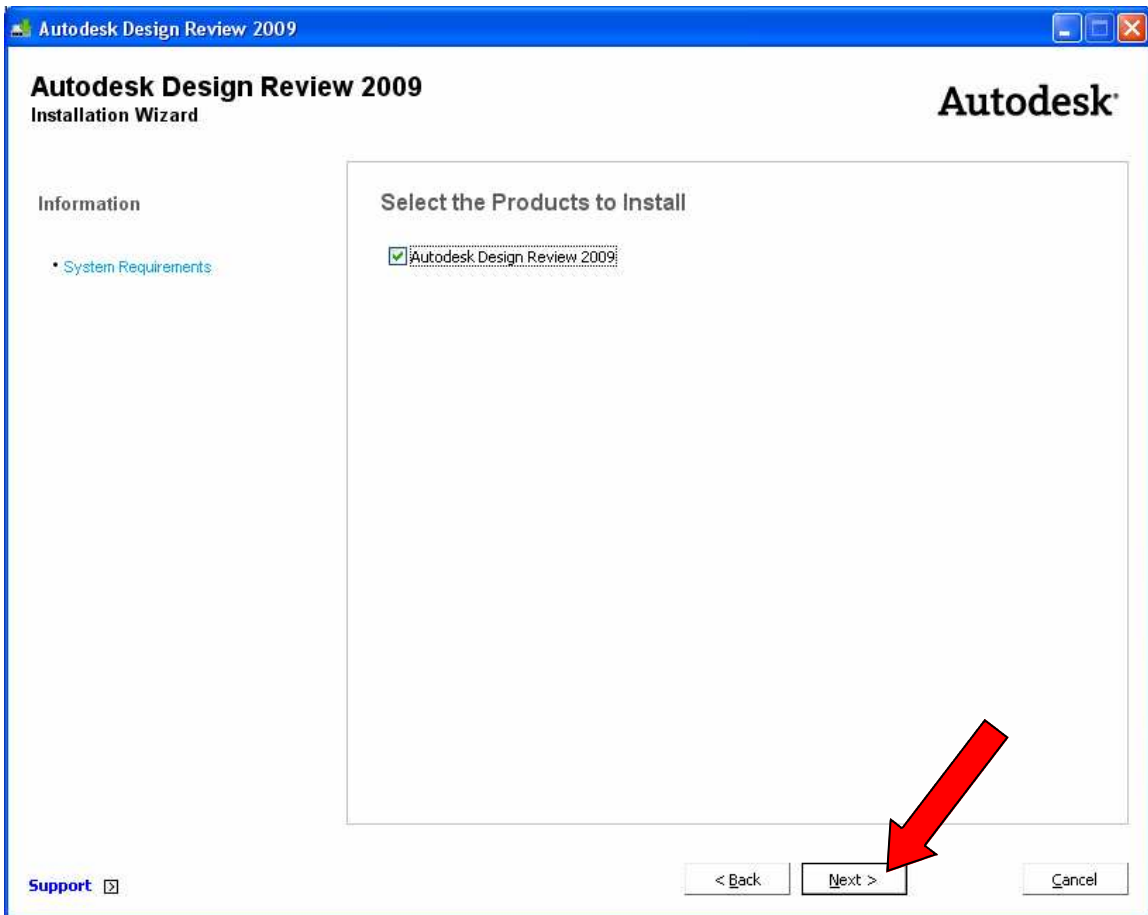 Autodesk Design Review 2009
Autodesk Design Review 2009
Installation Wizard
Autodesk
Information
• System Requirements
Select the Products to Install
Autodesk Design Review 2009
Support
< Back
Next >
Cancel